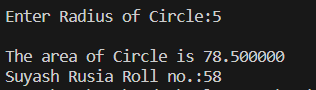 Enter Radius of Circle:5
The area of Circle is 78.500000
Suyash Rusia Roll no.:58